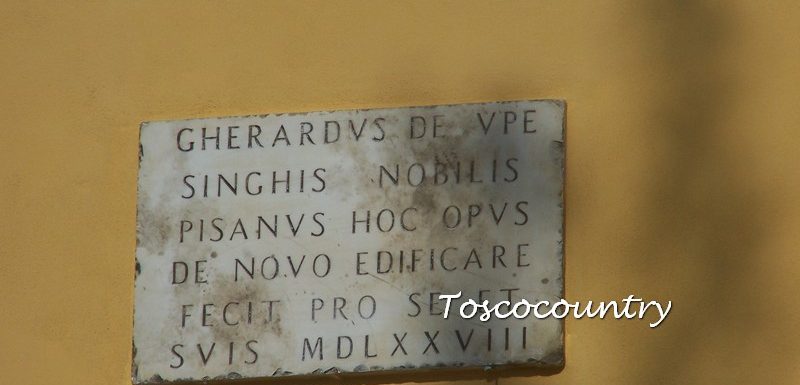 GHERARDVS DE VPE
SINGHIS NOBILIS
PISANVS HOC OPVS
DE NOVO EDIFICARE
FECIT PRO SE ET
SVIS MDLXXVIII
Toscocountry